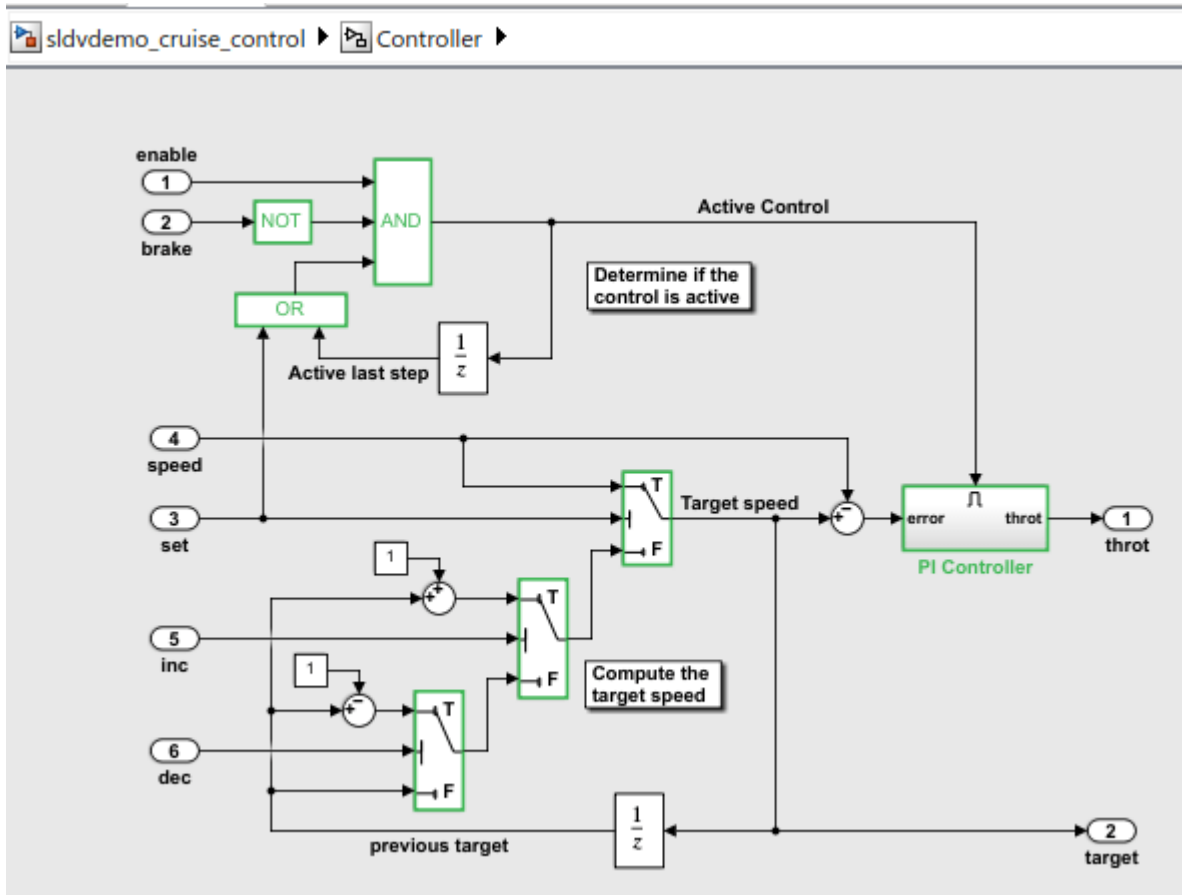 sldvdemo_cruise_control ▶ Controller ▶
enable
1
2
brake
NOT
AND
OR
Active Control
Determine if the
control is active
1
z
Active last step
4
speed
3
set
T
F
Target speed
+
−
error
throt
PI Controller
1
throt
1
+
+
T
F
5
inc
Compute the
target speed
1
+
−
T
F
6
dec
1
z
previous target
2
target